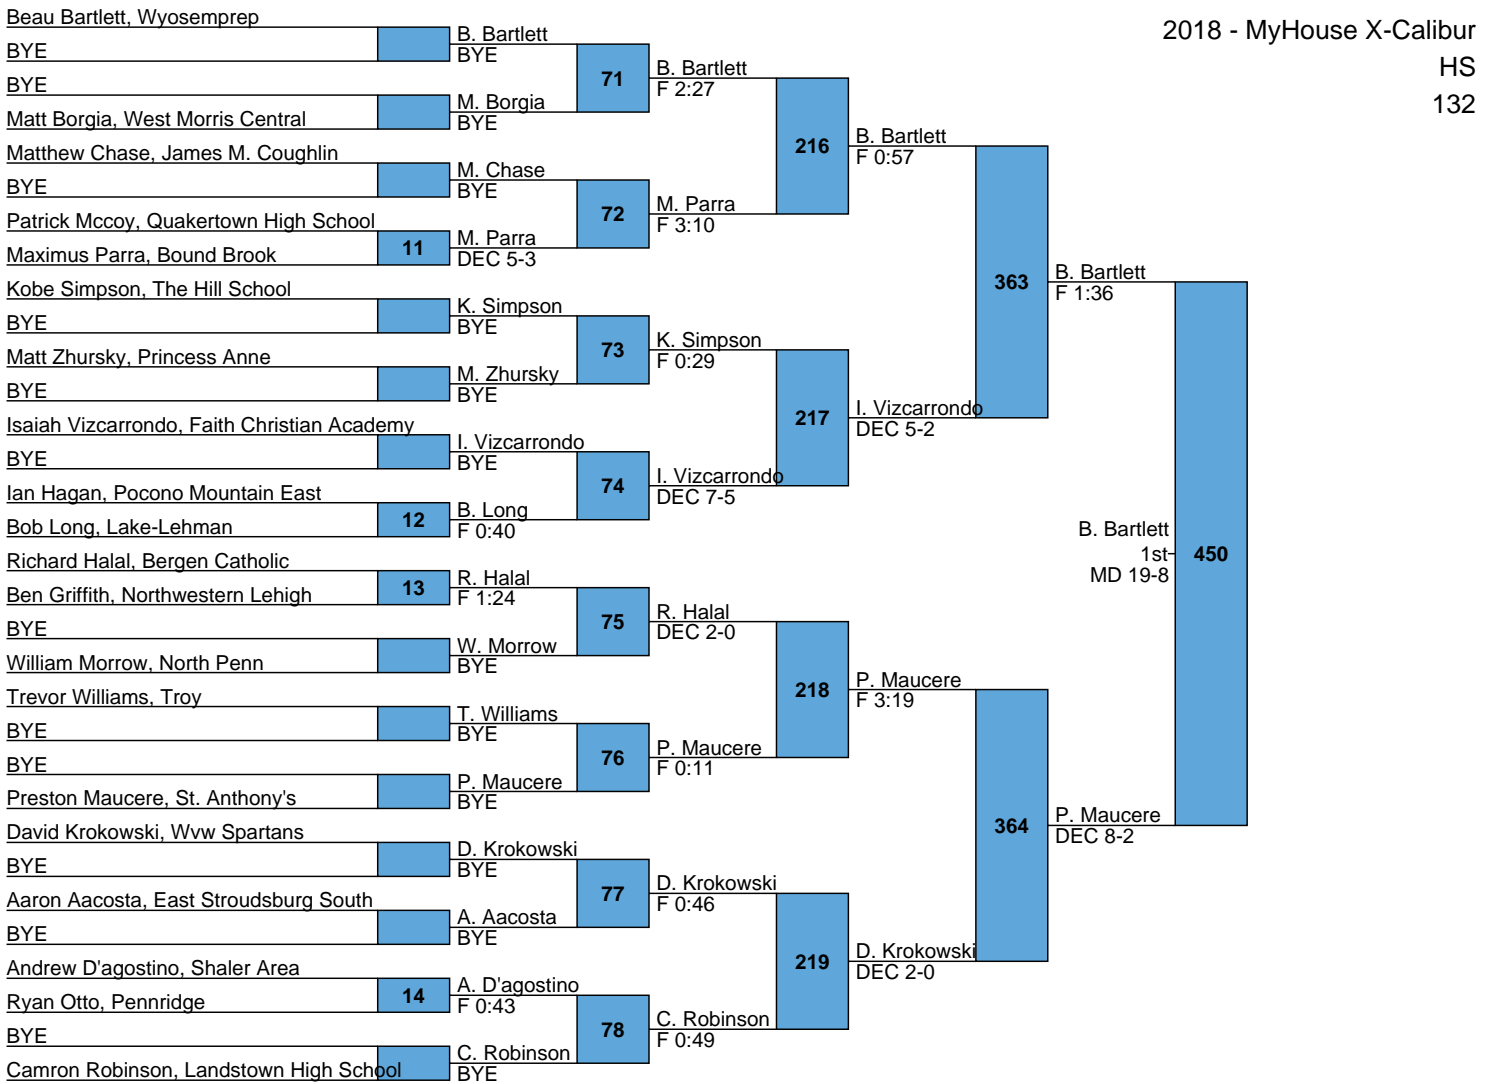 2018 - MyHouse X-Calibur
HS
132
Beau Bartlett, Wyosemprep
BYE
BYE
Matt Borgia, West Morris Central
Matthew Chase, James M. Coughlin
BYE
Patrick Mccoy, Quakertown High School
Maximus Parra, Bound Brook
Kobe Simpson, The Hill School
BYE
Matt Zhursky, Princess Anne
BYE
Isaiah Vizcarrondo, Faith Christian Academy
BYE
Ian Hagan, Pocono Mountain East
Bob Long, Lake-Lehman
Richard Halal, Bergen Catholic
Ben Griffith, Northwestern Lehigh
BYE
William Morrow, North Penn
Trevor Williams, Troy
BYE
BYE
Preston Maucere, St. Anthony's
David Krokowski, Wvw Spartans
BYE
Aaron Aacosta, East Stroudsburg South
BYE
Andrew D'agostino, Shaler Area
Ryan Otto, Pennridge
BYE
Camron Robinson, Landstown High School
11
12
13
14
B. Bartlett
BYE
M. Borgia
BYE
M. Chase
BYE
M. Parra
DEC 5-3
K. Simpson
BYE
M. Zhursky
BYE
I. Vizcarrondo
BYE
B. Long
F 0:40
R. Halal
F 1:24
W. Morrow
BYE
T. Williams
BYE
P. Maucere
BYE
D. Krokowski
BYE
A. Aacosta
BYE
A. D'agostino
F 0:43
C. Robinson
BYE
71
72
73
74
75
76
77
78
B. Bartlett
F 2:27
M. Parra
F 3:10
K. Simpson
F 0:29
I. Vizcarrondo
DEC 7-5
R. Halal
DEC 2-0
P. Maucere
F 0:11
D. Krokowski
F 0:46
C. Robinson
F 0:49
216
217
218
219
B. Bartlett
F 0:57
I. Vizcarrondo
DEC 5-2
P. Maucere
F 3:19
D. Krokowski
DEC 2-0
363
364
B. Bartlett
F 1:36
P. Maucere
DEC 8-2
B. Bartlett
1st
MD 19-8
450